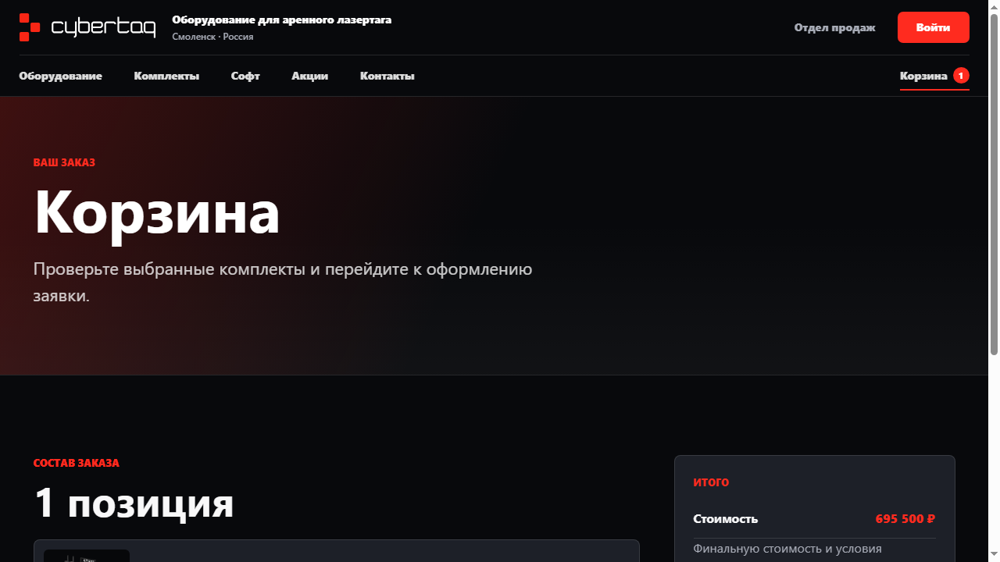 cybertaq
Оборудование для аренного лазертага
Смоленск · Россия
Отдел продаж
Войти
Оборудование
Комплекты
Софт
Акции
Контакты
Корзина 1
ВАШ ЗАКАЗ
Корзина
Проверьте выбранные комплекты и перейдите к оформлению
заявки.
СОСТАВ ЗАКАЗА
1 позиция
ИТОГО
Стоимость 695 500 ₽
Финальную стоимость и условия